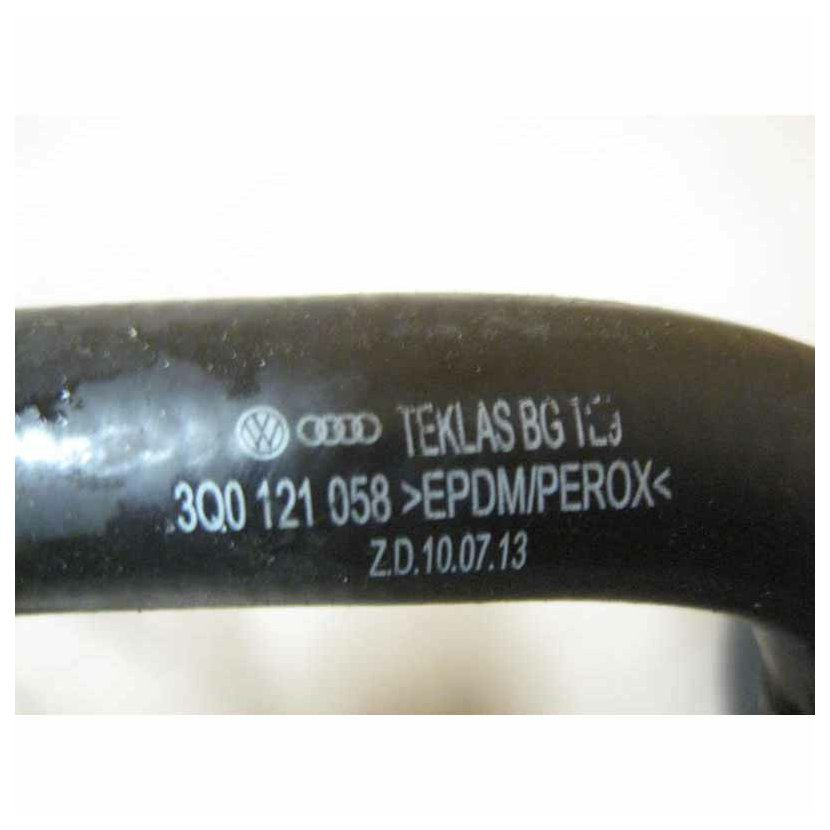 TEKLAS BG
3Q0 121 058 >EPDM/PEROX<
Z.D.10.07.13